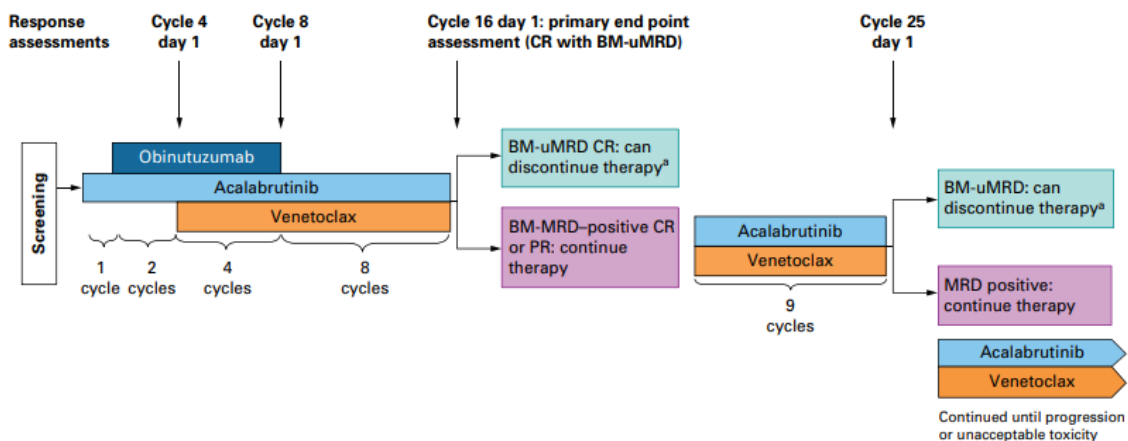 Response
assessments
Cycle 4
day 1
Cycle 8
day 1
Cycle 16 day 1: primary end point
assessment (CR with BM-uMRD)
Cycle 25
day 1
Screening
Obinutuzumab
Acalabrutinib
Venetoclax
1
cycle
2
cycles
4
cycles
8
cycles
BM-uMRD CR: can
discontinue therapyᵃ
BM-MRD–positive CR
or PR: continue
therapy
Acalabrutinib
Venetoclax
9
cycles
BM-uMRD: can
discontinue therapyᵃ
MRD positive:
continue therapy
Acalabrutinib
Venetoclax
Continued until progression
or unacceptable toxicity